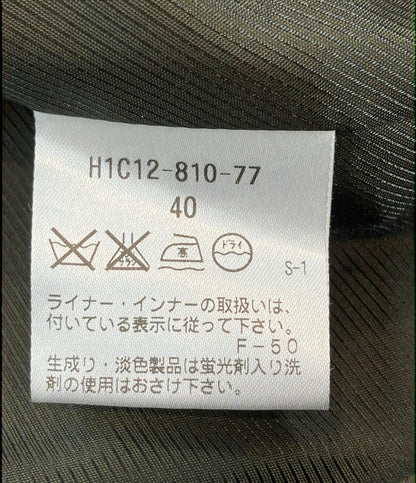 H1C12-810-77
40
高 ドライ
S-1
ライナー・インナーの取扱いは、
付いている表示に従って下さい。
F-50
生成り・淡色製品は蛍光剤入り洗
剤の使用はおさけ下さい。